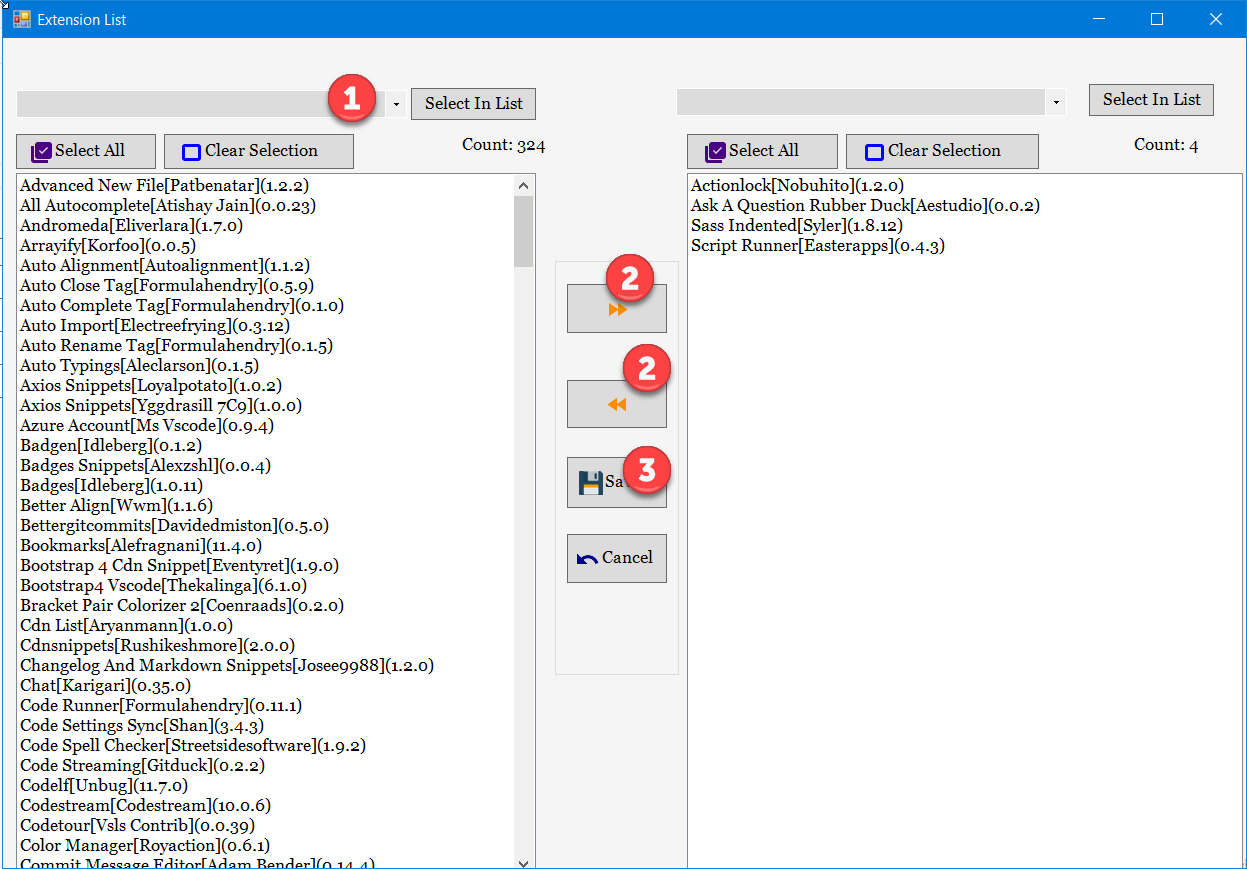 Extension List
1
Select In List
Select In List
Select All
Clear Selection
Count: 324
Select All
Clear Selection
Count: 4
Advanced New File[Patbenatar](1.2.2)
All Autocomplete[Atishay Jain](0.0.23)
Andromeda[Eliverlara](1.7.0)
Arrayify[Korfoo](0.0.5)
Auto Alignment[Autoalignment](1.1.2)
Auto Close Tag[Formulahendry](0.5.9)
Auto Complete Tag[Formulahendry](0.1.0)
Auto Import[Electreefrying](0.3.12)
Auto Rename Tag[Formulahendry](0.1.5)
Auto Typings[Aleclarson](0.1.5)
Axios Snippets[Loyalpotato](1.0.2)
Axios Snippets[Yggdrasill 7C9](1.0.0)
Azure Account[Ms Vscode](0.9.4)
Badgen[Idleberg](0.1.2)
Badges Snippets[Alexzshl](0.0.4)
Badges[Idleberg](1.0.11)
Better Align[Wwm](1.1.6)
Bettergitcommits[Davidedmiston](0.5.0)
Bookmarks[Alefragnani](11.4.0)
Bootstrap 4 Cdn Snippet[Eventyret](1.9.0)
Bootstrap4 Vscode[Thekalinga](6.1.0)
Bracket Pair Colorizer 2[Coenraads](0.2.0)
Cdn List[Aryanmann](1.0.0)
Cdnsnippets[Rushikeshmore](2.0.0)
Changelog And Markdown Snippets[Josee9988](1.2.0)
Chat[Karigari](0.35.0)
Code Runner[Formulahendry](0.11.1)
Code Settings Sync[Shan](3.4.3)
Code Spell Checker[Streetsidesoftware](1.9.2)
Code Streaming[Gitduck](0.2.2)
Codelf[Unbug](11.7.0)
Codestream[Codestream](10.0.6)
Codetour[Vsls Contrib](0.0.39)
Color Manager[Royaction](0.6.1)
Commit Message Editor[Adam Bender](0.14.4)
2
2
3
Sa
Cancel
Actionlock[Nobuhito](1.2.0)
Ask A Question Rubber Duck[Aestudio](0.0.2)
Sass Indented[Syler](1.8.12)
Script Runner[Easterapps](0.4.3)